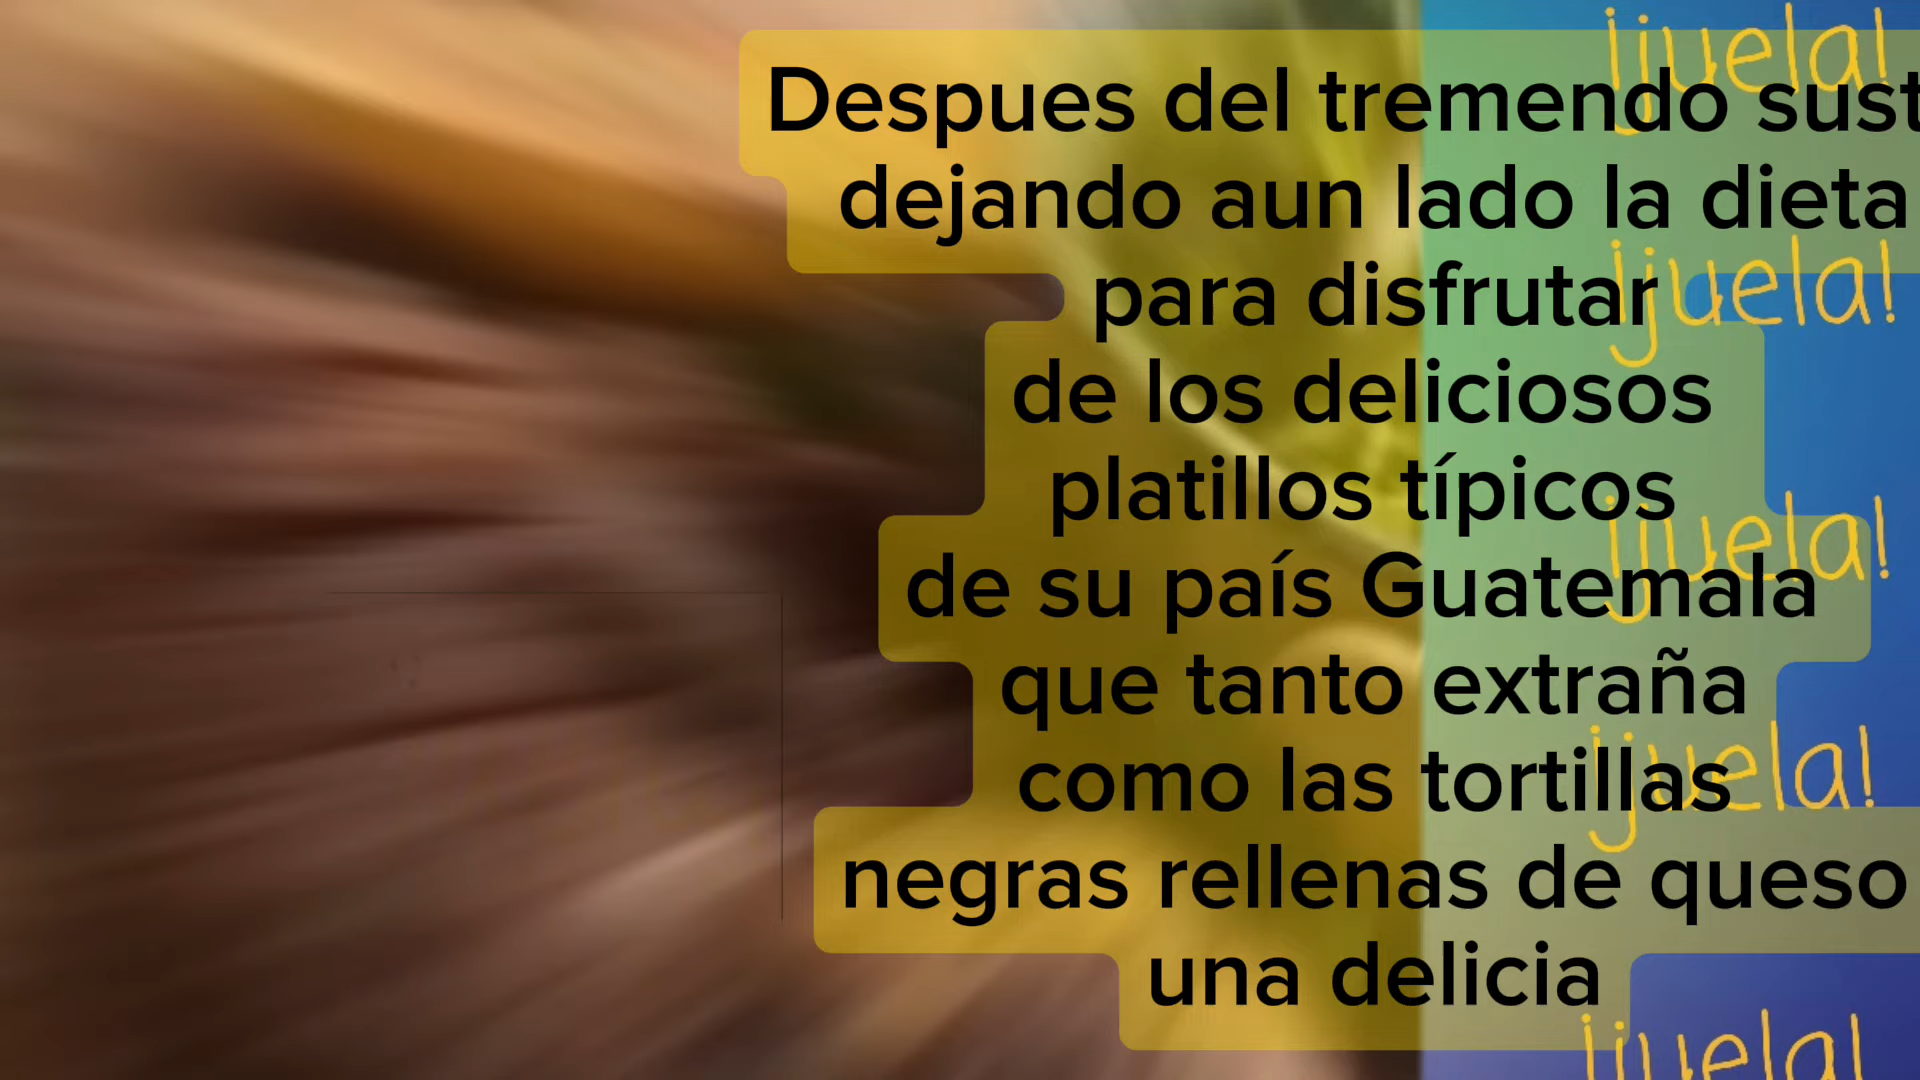 ¡juela!
Despues del tremendo sust
dejando aun lado la dieta
¡juela!
para disfrutar
de los deliciosos
platillos típicos
¡juela!
de su país Guatemala
que tanto extraña
¡juela!
como las tortillas
negras rellenas de queso
una delicia
¡juela!